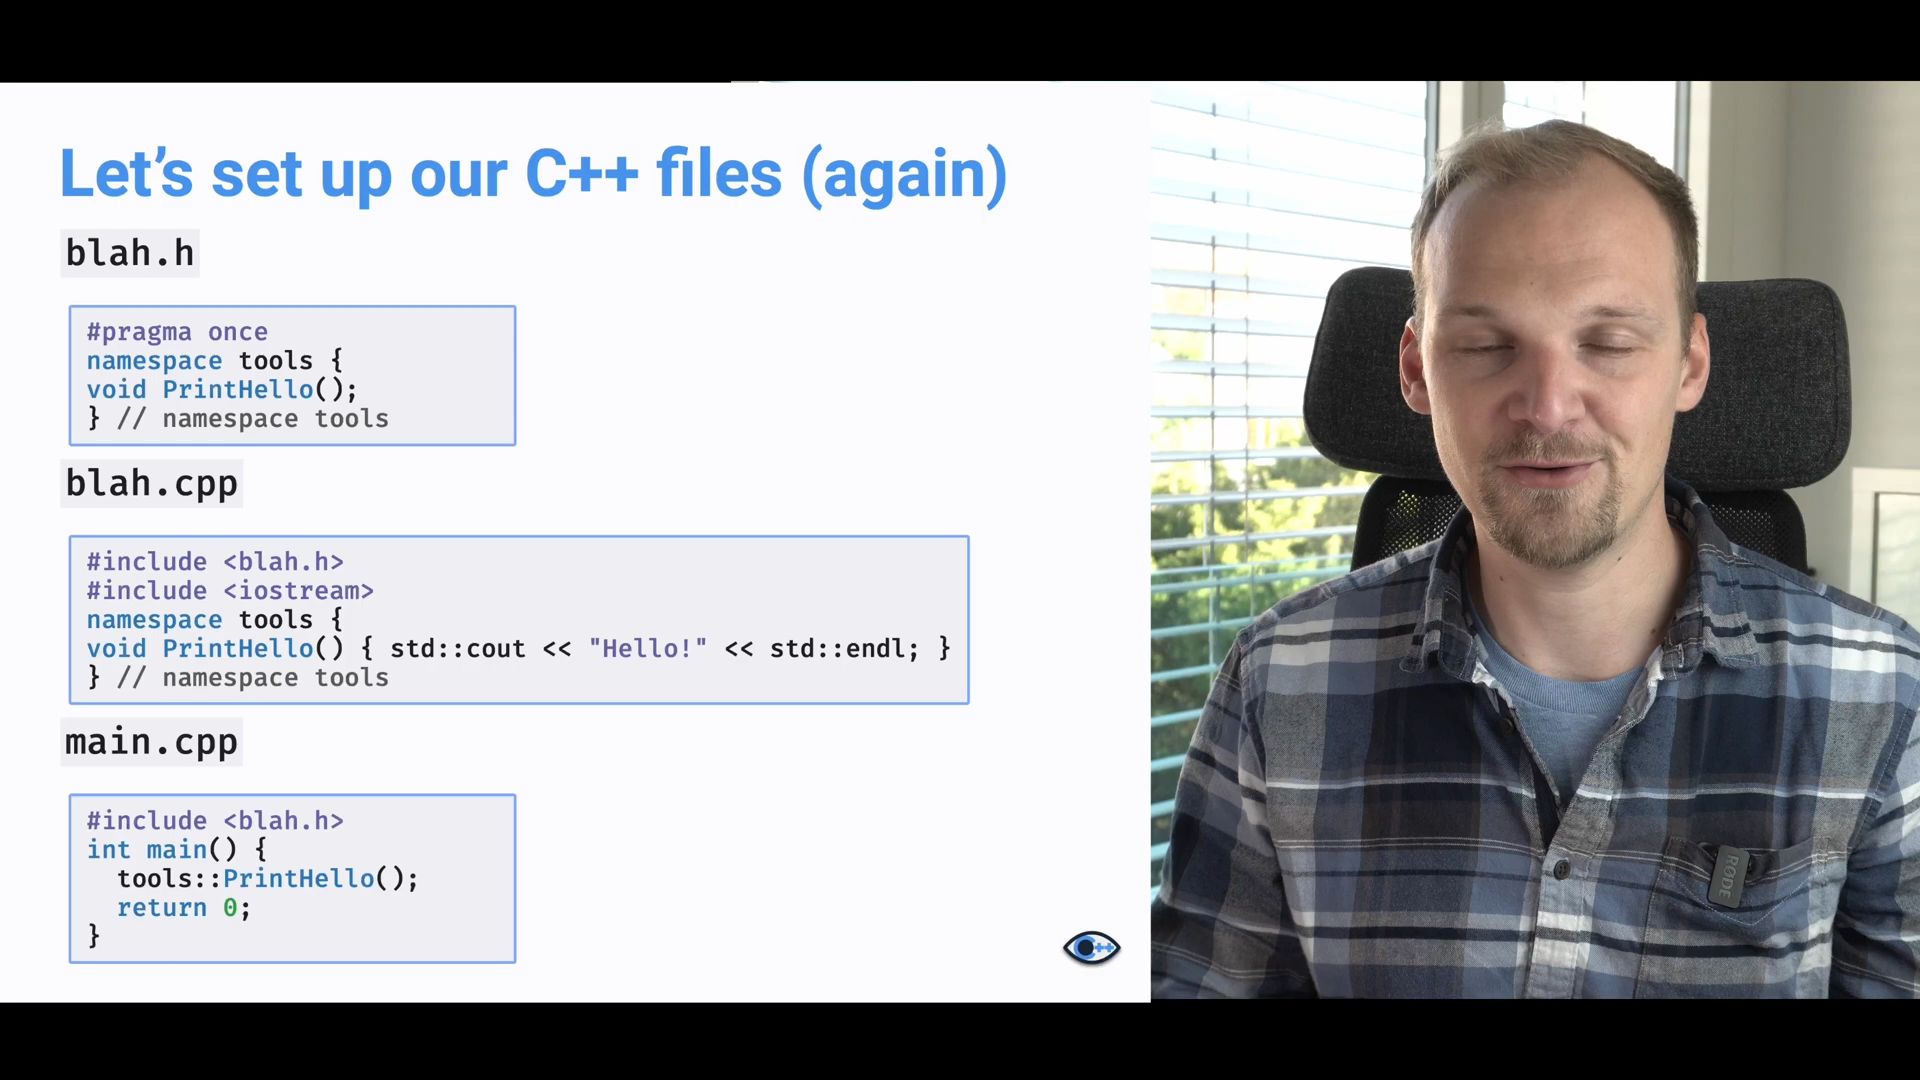 Let’s set up our C++ files (again)
blah.h
#pragma once
namespace tools {
void PrintHello();
} // namespace tools
blah.cpp
#include <blah.h>
#include <iostream>
namespace tools {
void PrintHello() { std::cout << "Hello!" << std::endl; }
} // namespace tools
main.cpp
#include <blah.h>
int main() {
  tools::PrintHello();
  return 0;
}
C++
RØDE